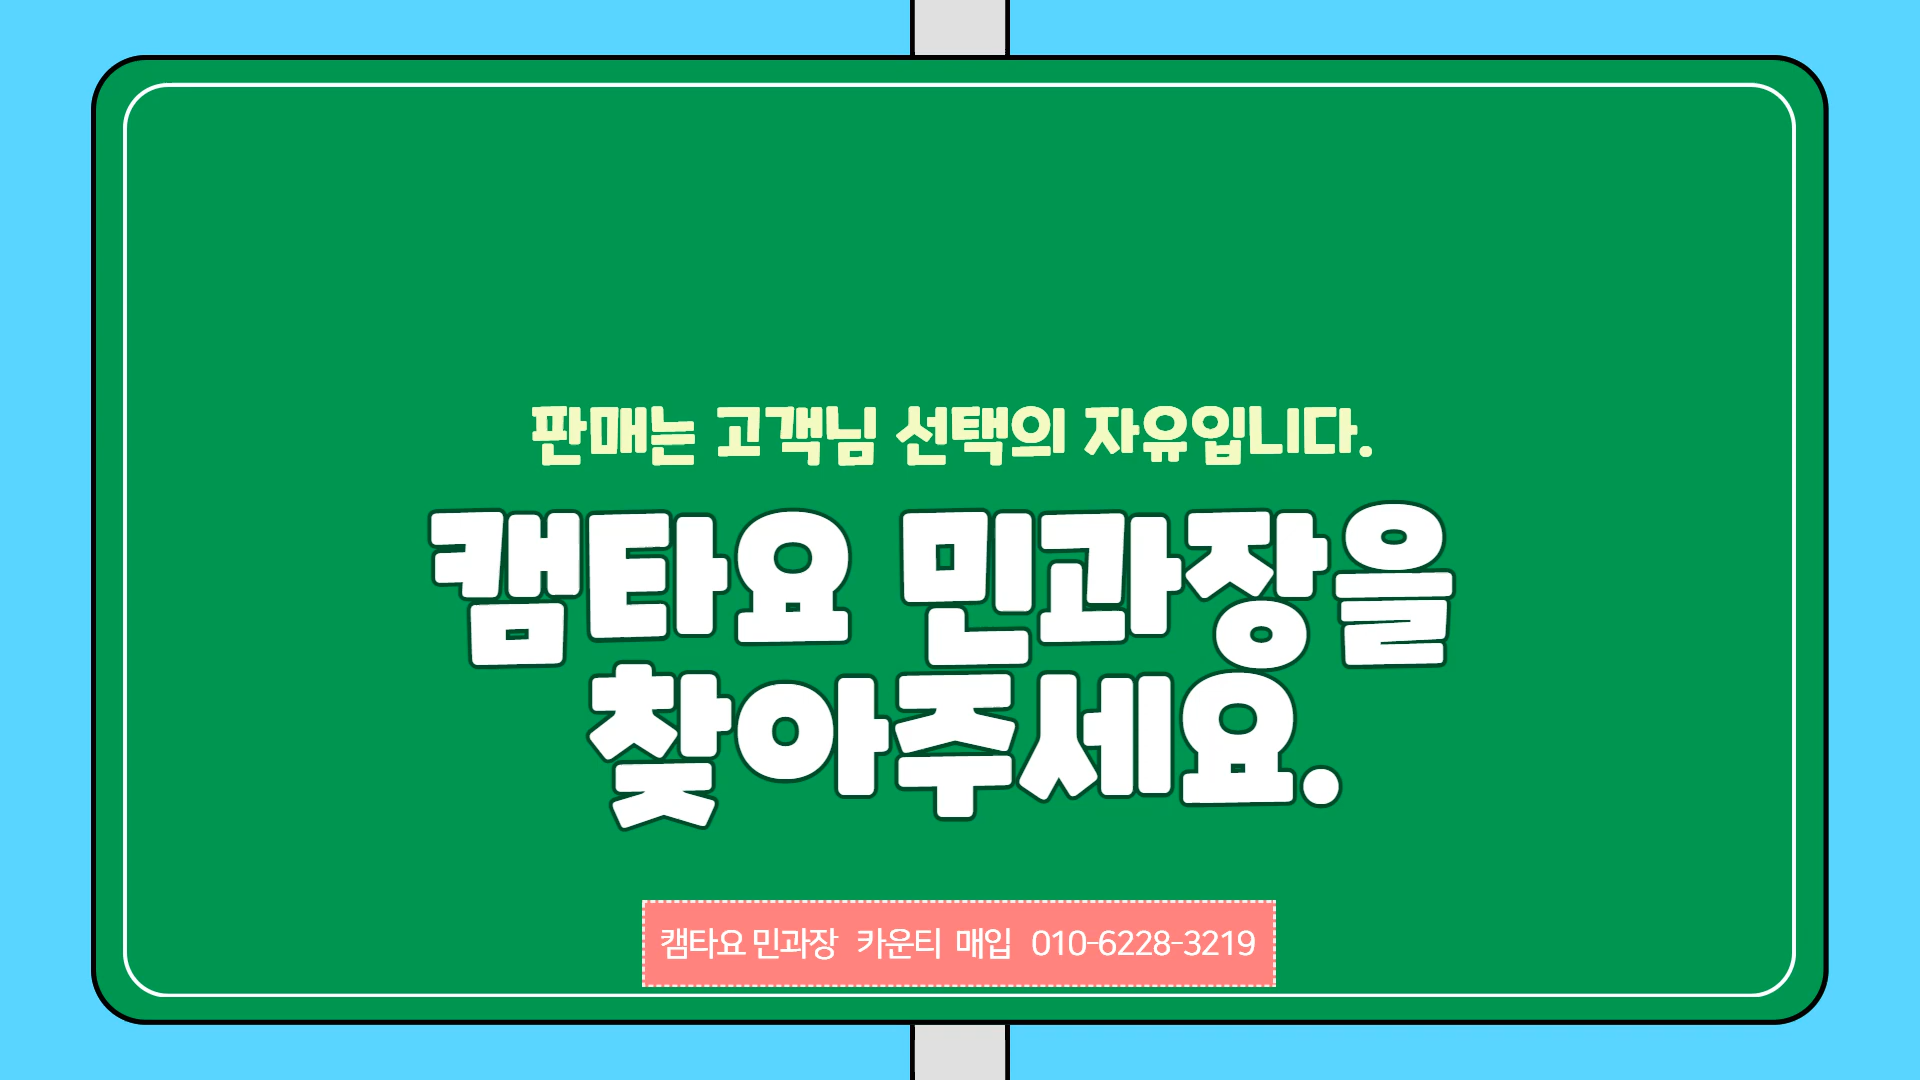 판매는 고객님 선택의 자유입니다.
캠타요 민과장을
찾아주세요.
캠타요 민과장 카운티 매입 010-6228-3219